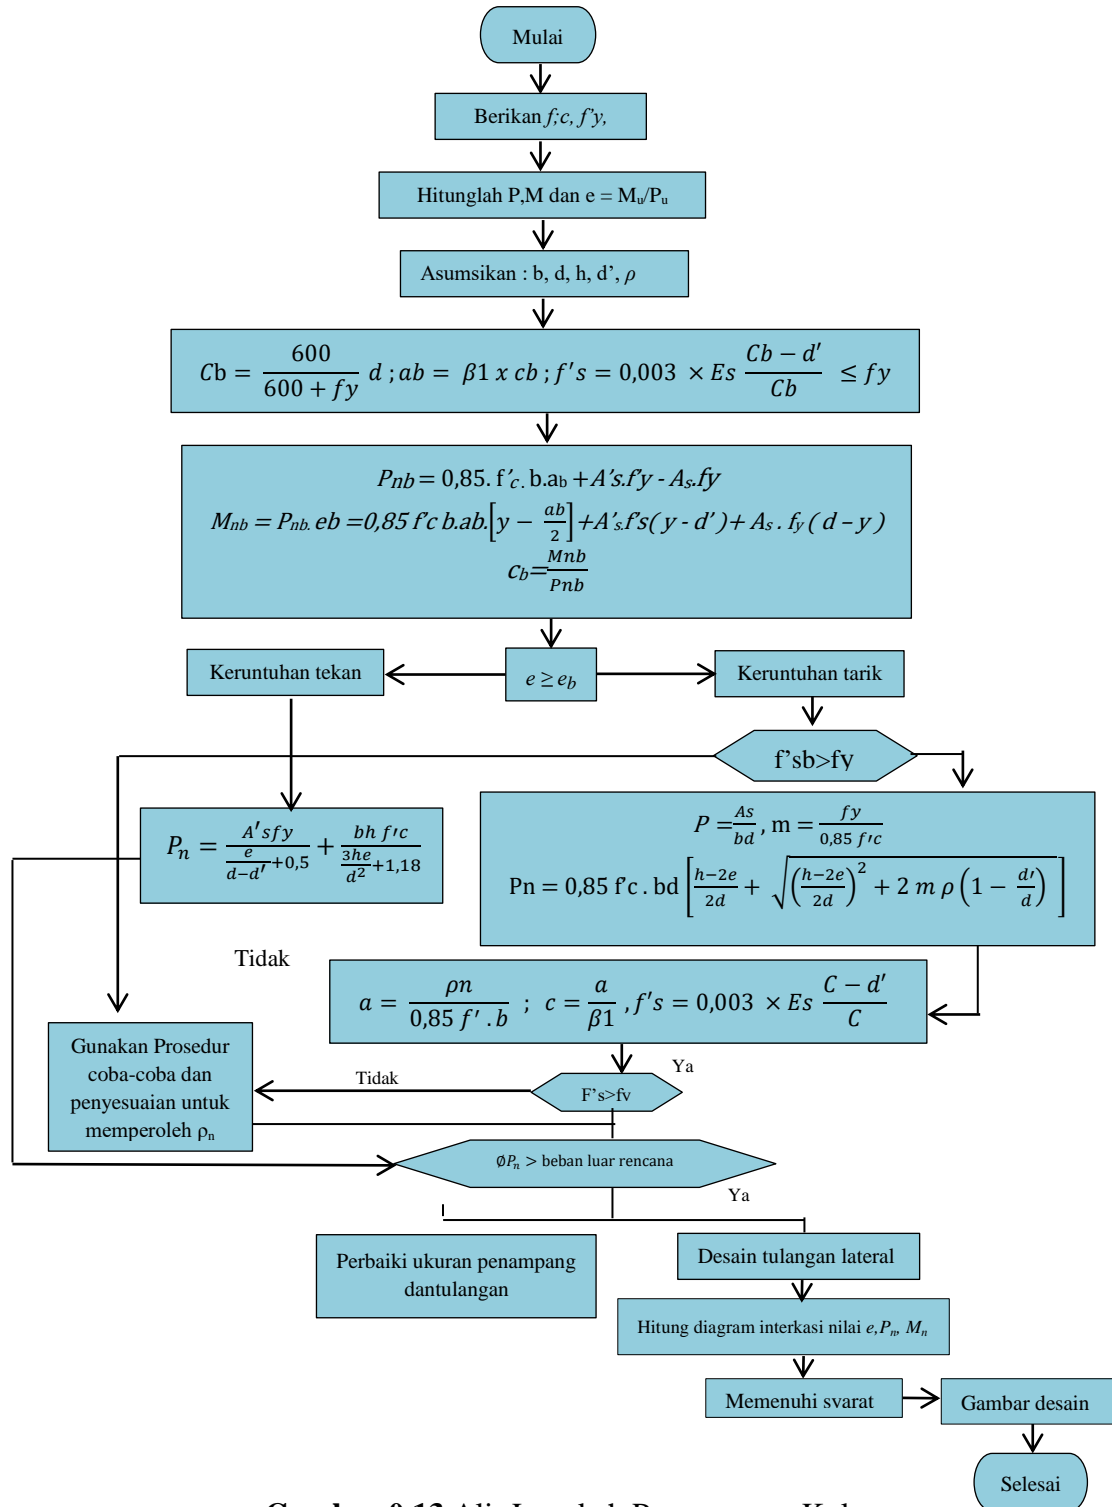 Mulai
Berikan f;c, f'y,
Hitunglah P,M dan e = Mu/Pu
Asumsikan : b, d, h, d', ρ
Cb = 600 / (600 + fy) d ; ab = β1 x cb ; f's = 0,003 × Es (Cb − d') / Cb ≤ fy
Pnb = 0,85. f'c. b.ab + A's.f'y - As.fy
Mnb = Pnb. eb =0,85 f'c b.ab.[y − ab/2]+A's.f's( y - d' )+ As . fy ( d – y )
cb= Mnb/Pnb
Keruntuhan tekan
e ≥ eb
Keruntuhan tarik
f'sb>fy
Pn = A'sfy / (e/(d−d') +0,5) + bh f'c / (3he/d² +1,18)
P = As/bd , m = fy / (0,85 f'c)
Pn = 0,85 f'c . bd [ (h−2e)/2d + √( ((h−2e)/2d)² + 2 m ρ (1 − d'/d) ) ]
Tidak
a = ρn / (0,85 f' . b) ; c = a/β1 , f's = 0,003 × Es (C − d') / C
Gunakan Prosedur
coba-coba dan
penyesuaian untuk
memperoleh ρn
Tidak
Ya
F's>fy
∅Pn > beban luar rencana
Ya
Perbaiki ukuran penampang
dantulangan
Desain tulangan lateral
Hitung diagram interkasi nilai e,Pn, Mn
Memenuhi syarat
Gambar desain
Selesai